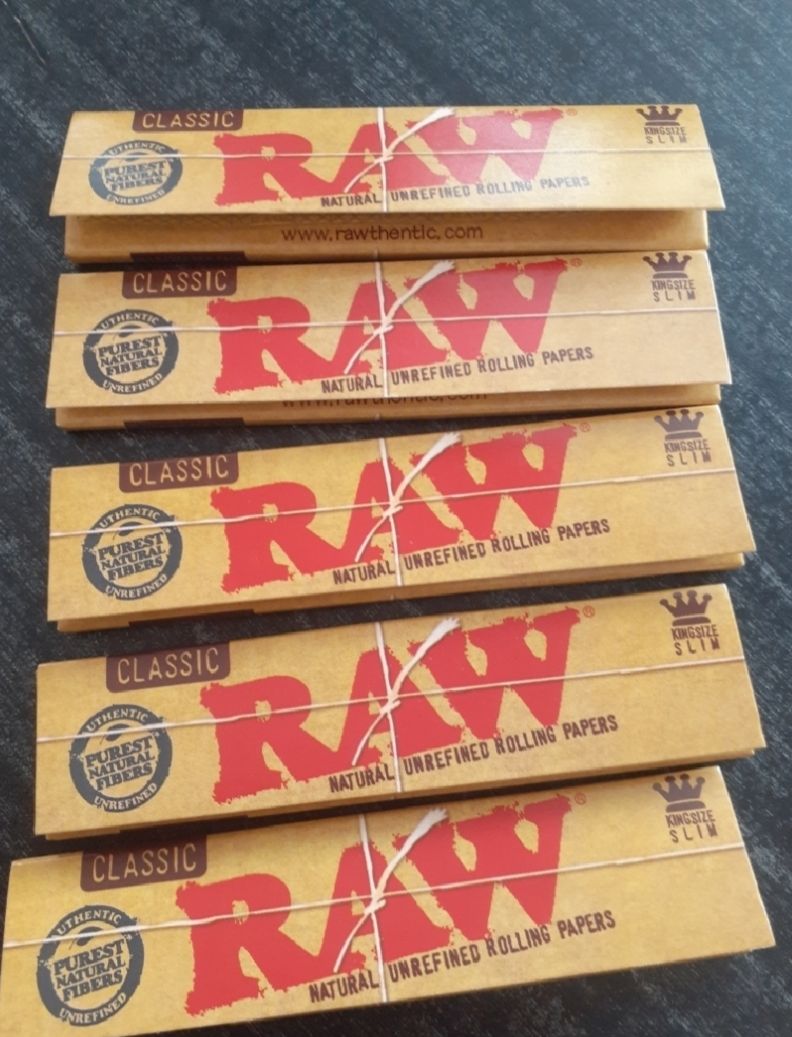 CLASSIC
KINGSIZE
SLIM
AUTHENTIC
PUREST
NATURAL
FIBERS
UNREFINED
RAW®
NATURAL UNREFINED ROLLING PAPERS
www.rawthentic.com
CLASSIC
KINGSIZE
SLIM
AUTHENTIC
PUREST
NATURAL
FIBERS
UNREFINED
RAW®
NATURAL UNREFINED ROLLING PAPERS
www.rawthentic.com
CLASSIC
KINGSIZE
SLIM
AUTHENTIC
PUREST
NATURAL
FIBERS
UNREFINED
RAW®
NATURAL UNREFINED ROLLING PAPERS
CLASSIC
KINGSIZE
SLIM
AUTHENTIC
PUREST
NATURAL
FIBERS
UNREFINED
RAW®
NATURAL UNREFINED ROLLING PAPERS
CLASSIC
KINGSIZE
SLIM
AUTHENTIC
PUREST
NATURAL
FIBERS
UNREFINED
RAW®
NATURAL UNREFINED ROLLING PAPERS